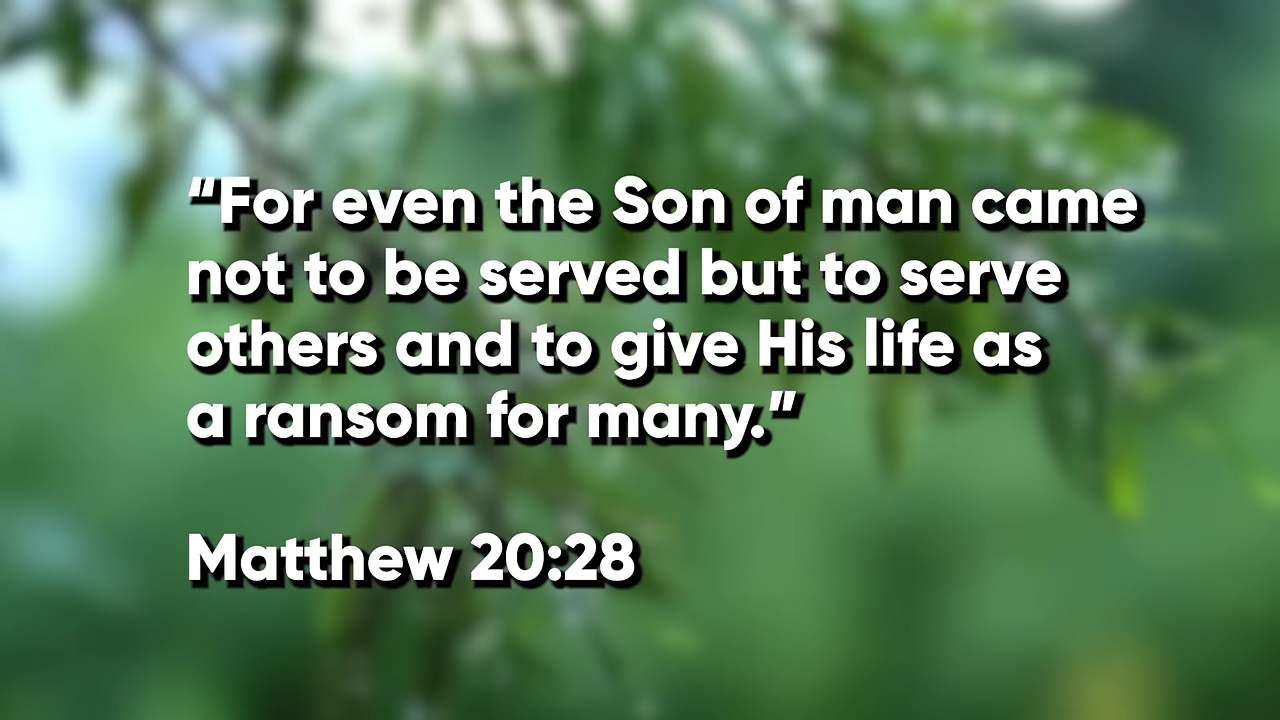 “For even the Son of man came
not to be served but to serve
others and to give His life as
a ransom for many.”
Matthew 20:28